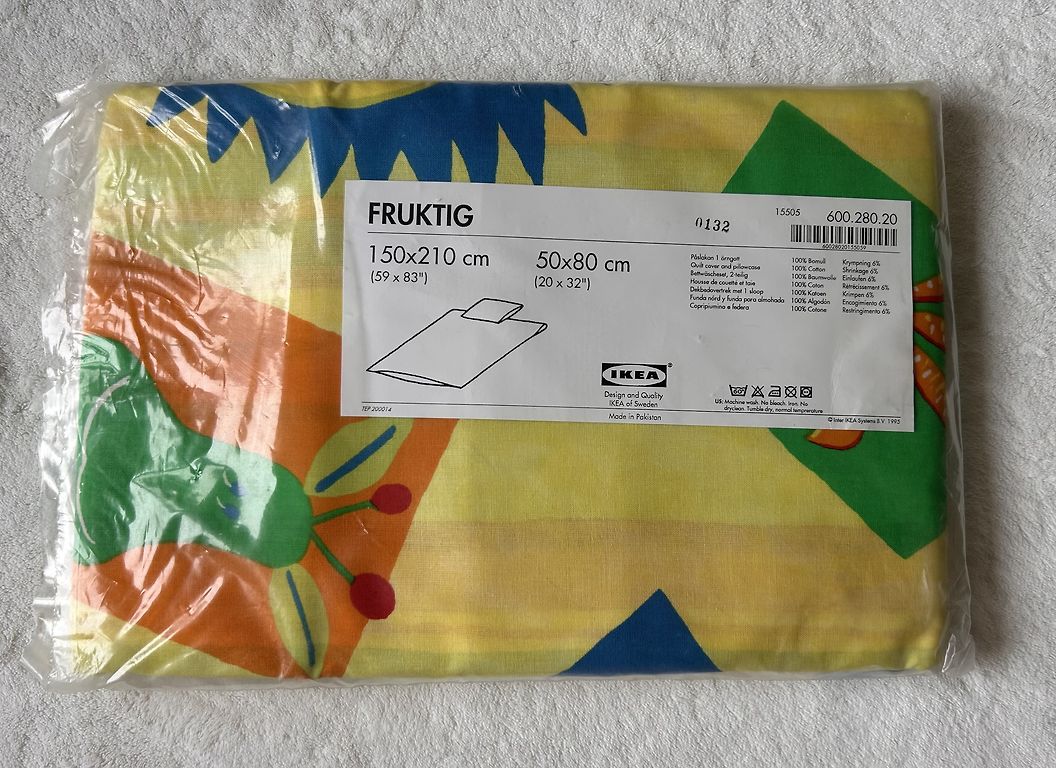 FRUKTIG
0132
15505
600.280.20
60028020155059
150x210 cm
(59 x 83")
50x80 cm
(20 x 32")
Påslakan 1 örngott 100% Bomull Krympning 6%
Quilt cover and pillowcase 100% Cotton Shrinkage 6%
Bettwäscheset, 2-teilig 100% Baumwolle Einlaufen 6%
Housse de couette et taie 100% Coton Rétrécissement 6%
Dekbedovertrek met 1 sloop 100% Katoen Krimpen 6%
Funda nórd y funda para almohada 100% Algodón Encogimiento 6%
Copripiumino e federa 100% Cotone Restringimento 6%
IKEA®
Design and Quality
IKEA of Sweden
Made in Pakistan
60°
US: Machine wash. No bleach. Iron. No
dryclean. Tumble dry, normal temprerature
TEP 200014
© Inter IKEA Systems B.V. 1995